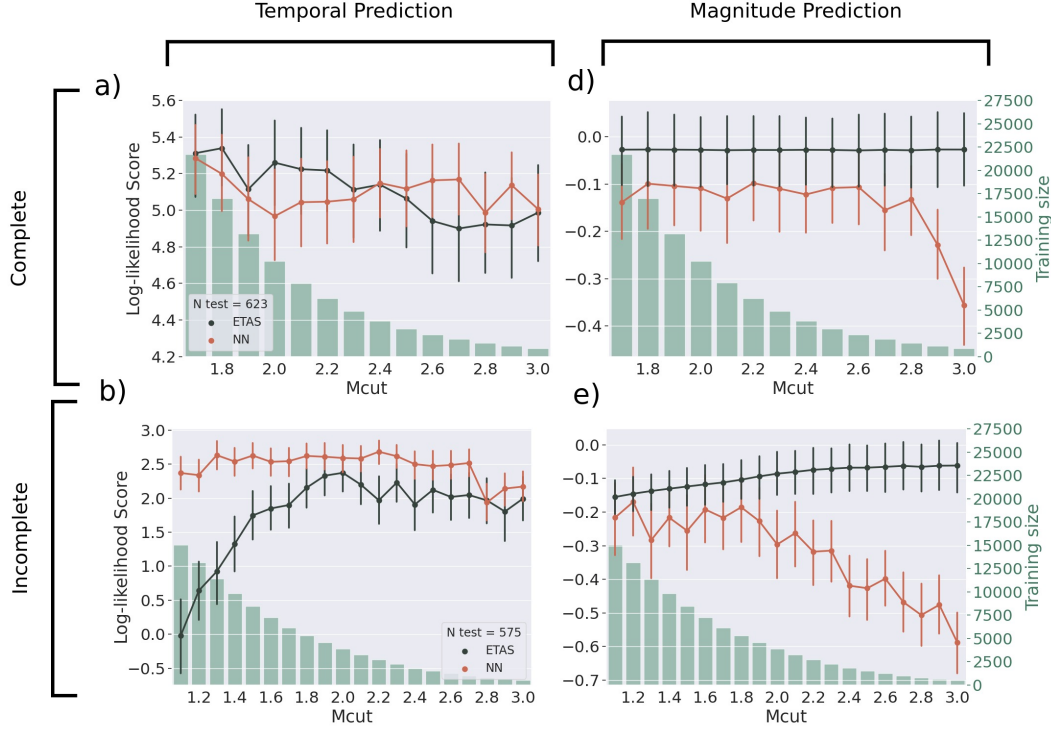 Temporal Prediction
Magnitude Prediction
Complete
Incomplete
a)
Log-likelihood Score
5.6
5.4
5.2
5.0
4.8
4.6
4.4
4.2
N test = 623
ETAS
NN
1.8 2.0 2.2 2.4 2.6 2.8 3.0
Mcut
d)
0.0
−0.1
−0.2
−0.3
−0.4
27500
25000
22500
20000
17500
15000
12500
10000
7500
5000
2500
0
Training size
1.8 2.0 2.2 2.4 2.6 2.8 3.0
Mcut
b)
Log-likelihood Score
3.0
2.5
2.0
1.5
1.0
0.5
0.0
−0.5
N test = 575
ETAS
NN
1.2 1.4 1.6 1.8 2.0 2.2 2.4 2.6 2.8 3.0
Mcut
e)
0.0
−0.1
−0.2
−0.3
−0.4
−0.5
−0.6
−0.7
27500
25000
22500
20000
17500
15000
12500
10000
7500
5000
2500
0
Training size
1.2 1.4 1.6 1.8 2.0 2.2 2.4 2.6 2.8 3.0
Mcut